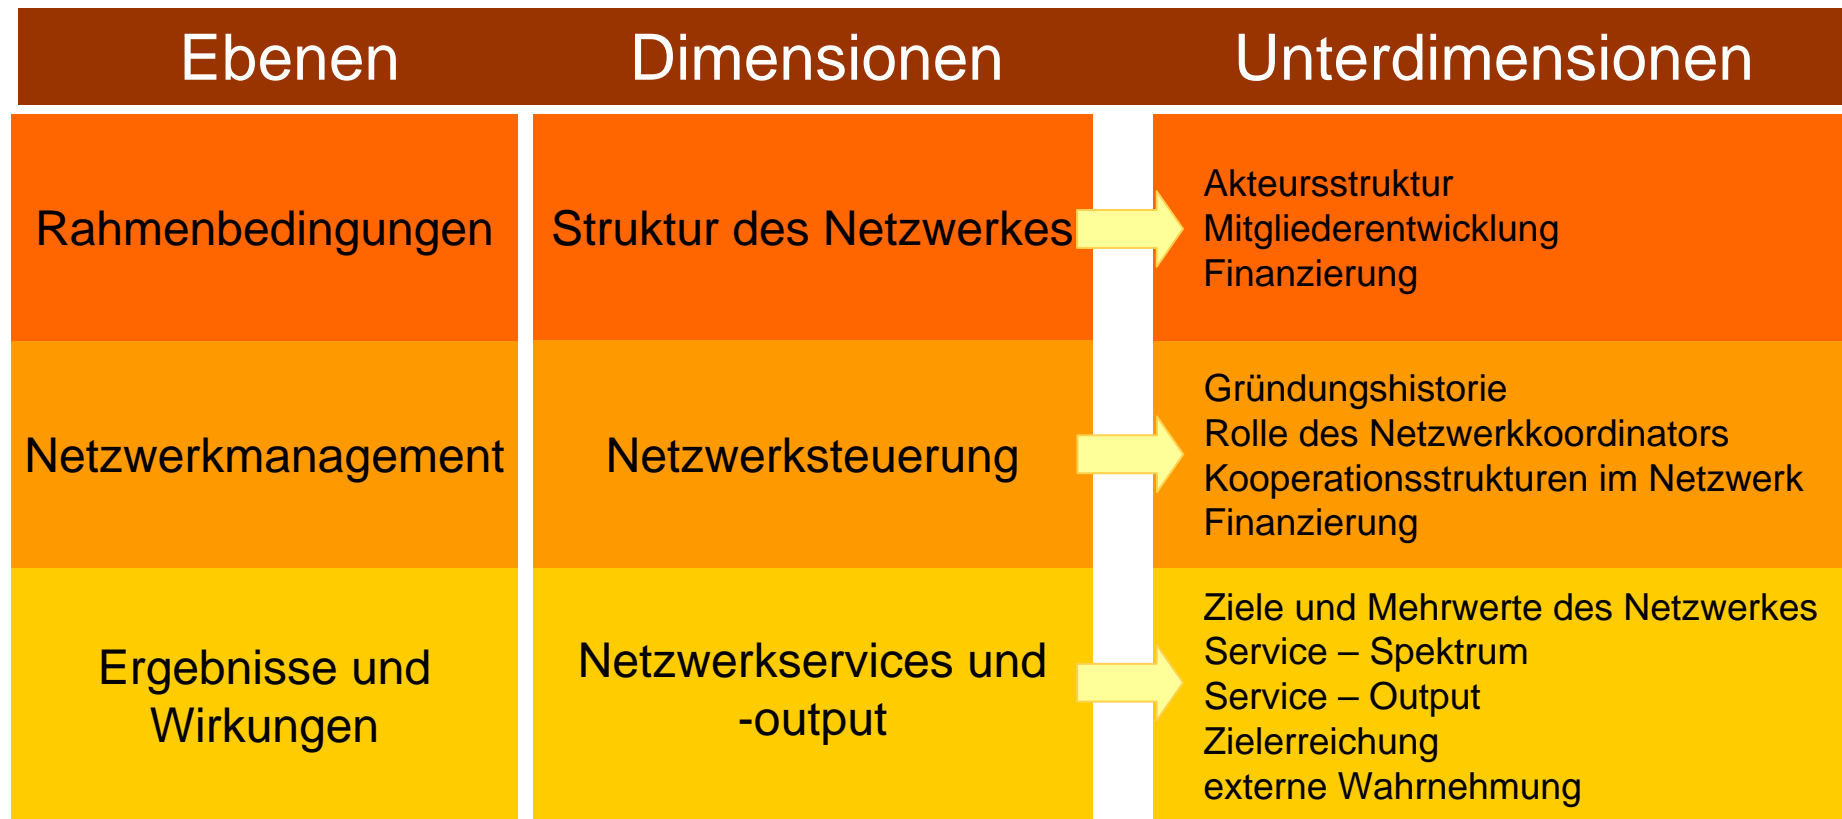 Ebenen Dimensionen Unterdimensionen
Rahmenbedingungen
Struktur des Netzwerkes
Akteursstruktur
Mitgliederentwicklung
Finanzierung
Netzwerkmanagement
Netzwerksteuerung
Gründungshistorie
Rolle des Netzwerkkoordinators
Kooperationsstrukturen im Netzwerk
Finanzierung
Ergebnisse und
Wirkungen
Netzwerkservices und
-output
Ziele und Mehrwerte des Netzwerkes
Service – Spektrum
Service – Output
Zielerreichung
externe Wahrnehmung